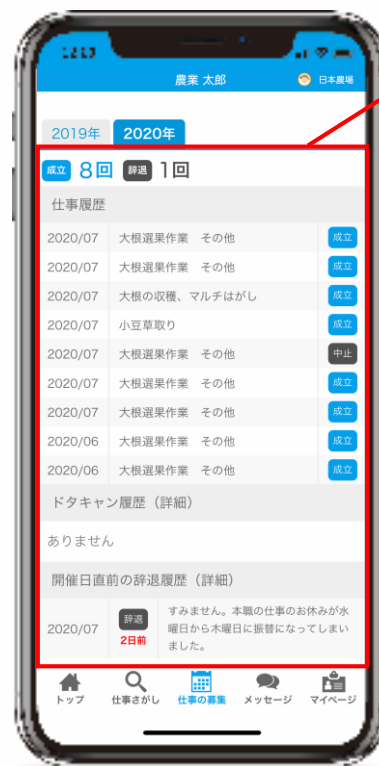 農業 太郎 日本農場
2019年 2020年
成立 8回 辞退 1回
仕事履歴
2020/07 大根選果作業 その他 成立
2020/07 大根選果作業 その他 成立
2020/07 大根の収穫、マルチはがし 成立
2020/07 小豆草取り 成立
2020/07 大根選果作業 その他 中止
2020/07 大根選果作業 その他 成立
2020/07 大根選果作業 その他 成立
2020/06 大根選果作業 その他 成立
2020/06 大根選果作業 その他 成立
ドタキャン履歴(詳細)
ありません
開催日直前の辞退履歴(詳細)
2020/07 辞退 2日前
すみません。本職の仕事のお休みが水
曜日から木曜日に振替になってしまい
ました。
トップ 仕事さがし 仕事の募集 メッセージ マイページ